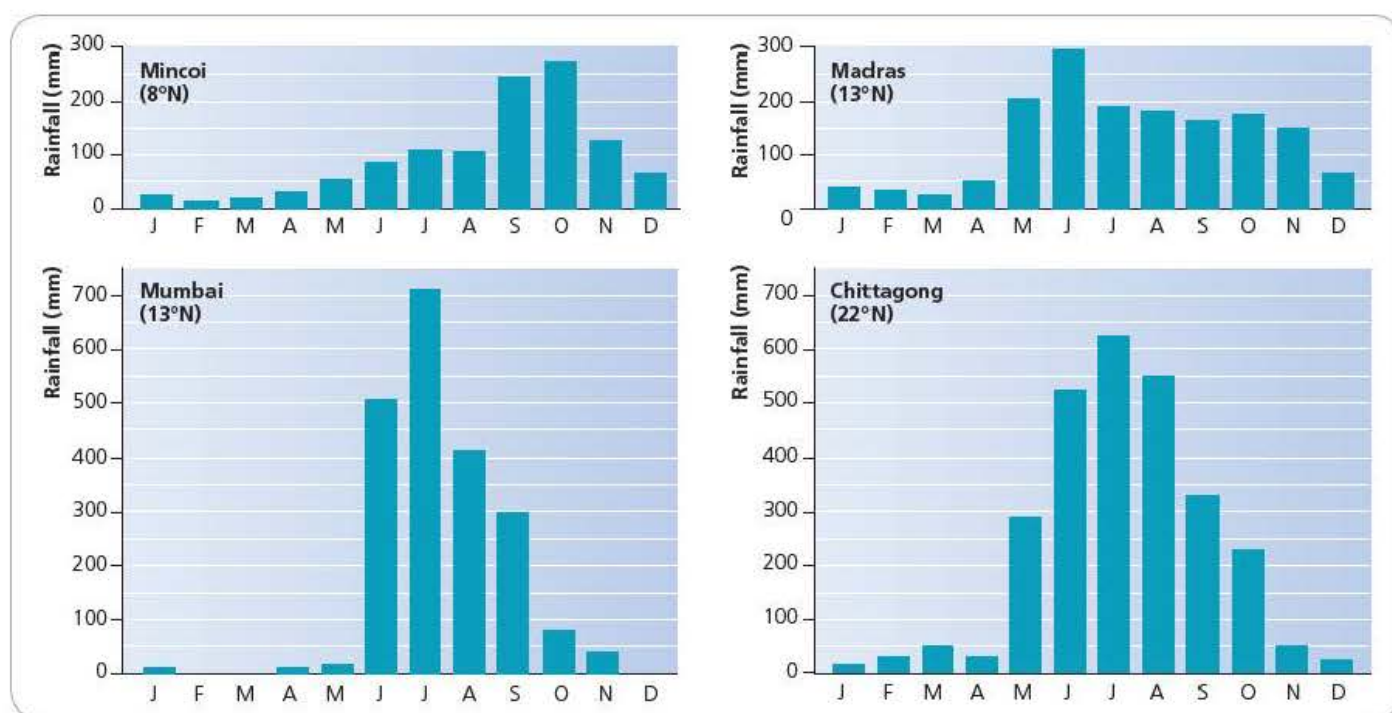 Rainfall (mm)
300
200
100
0
Mincoi
(8°N)
J F M A M J J A S O N D
Rainfall (mm)
300
200
100
0
Madras
(13°N)
J F M A M J J A S O N D
Rainfall (mm)
700
600
500
400
300
200
100
0
Mumbai
(13°N)
J F M A M J J A S O N D
Rainfall (mm)
700
600
500
400
300
200
100
0
Chittagong
(22°N)
J F M A M J J A S O N D